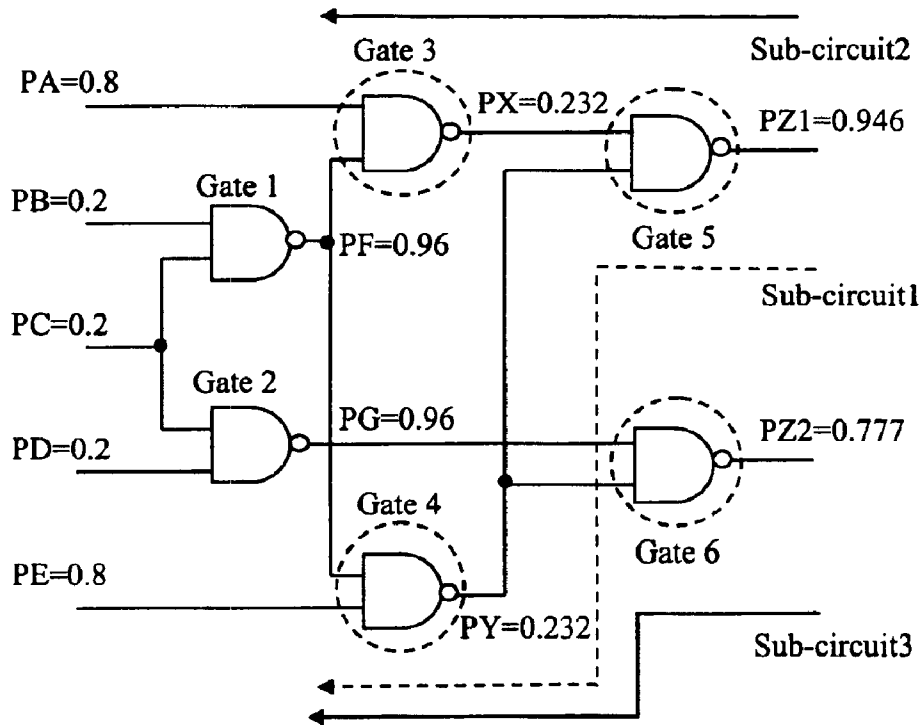 Gate 3
Sub-circuit2
PA=0.8
PX=0.232
PZ1=0.946
Gate 1
PB=0.2
PF=0.96
Gate 5
PC=0.2
Sub-circuit1
Gate 2
PG=0.96
PZ2=0.777
PD=0.2
Gate 4
Gate 6
PE=0.8
PY=0.232
Sub-circuit3